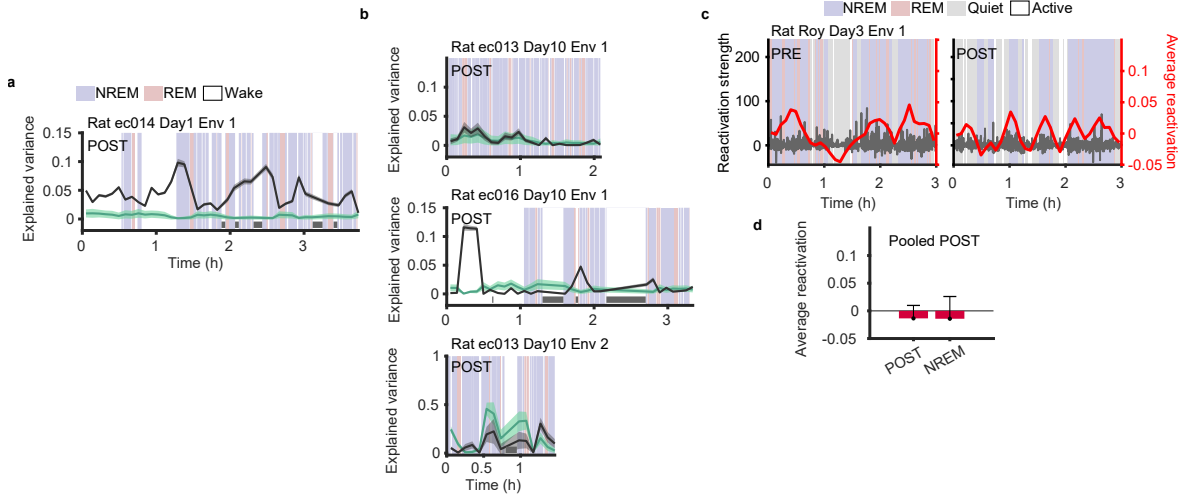 a
NREM REM Wake
Rat ec014 Day1 Env 1
POST
Explained variance
0.15
0.1
0.05
0
0 1 2 3
Time (h)
b
Rat ec013 Day10 Env 1
POST
Explained variance
0.1
0.05
0
0 1 2
Rat ec016 Day10 Env 1
POST
Explained variance
0.15
0.1
0.05
0
0 1 2 3
Rat ec013 Day10 Env 2
POST
Explained variance
1
0.5
0
0 0.5 1
Time (h)
c
NREM REM Quiet Active
Rat Roy Day3 Env 1
PRE
POST
Reactivation strength
200
100
0
0 1 2 3
Time (h)
0 1 2 3
Time (h)
0.1
0.05
0
-0.05
Average reactivation
d
Pooled POST
Average reactivation
0.1
0
-0.05
POST
NREM